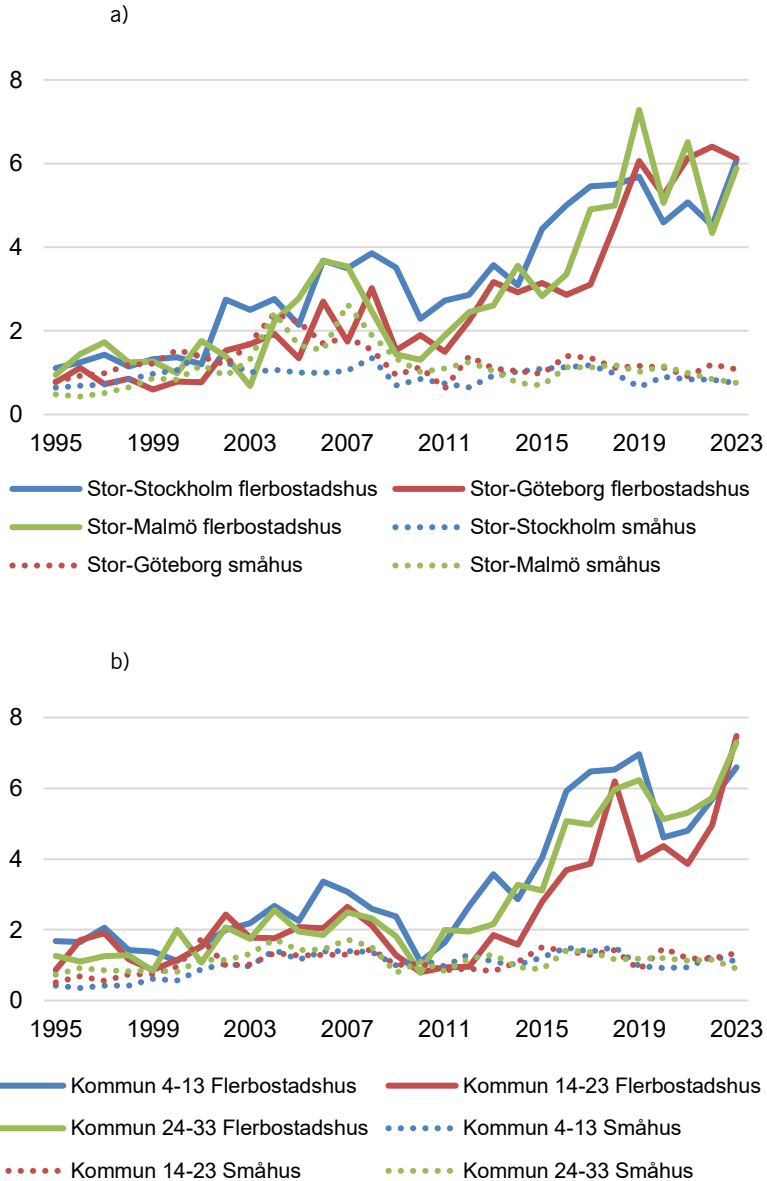 a)
8
6
4
2
0
1995 1999 2003 2007 2011 2015 2019 2023
Stor-Stockholm flerbostadshus Stor-Göteborg flerbostadshus
Stor-Malmö flerbostadshus Stor-Stockholm småhus
Stor-Göteborg småhus Stor-Malmö småhus
b)
8
6
4
2
0
1995 1999 2003 2007 2011 2015 2019 2023
Kommun 4-13 Flerbostadshus Kommun 14-23 Flerbostadshus
Kommun 24-33 Flerbostadshus Kommun 4-13 Småhus
Kommun 14-23 Småhus Kommun 24-33 Småhus